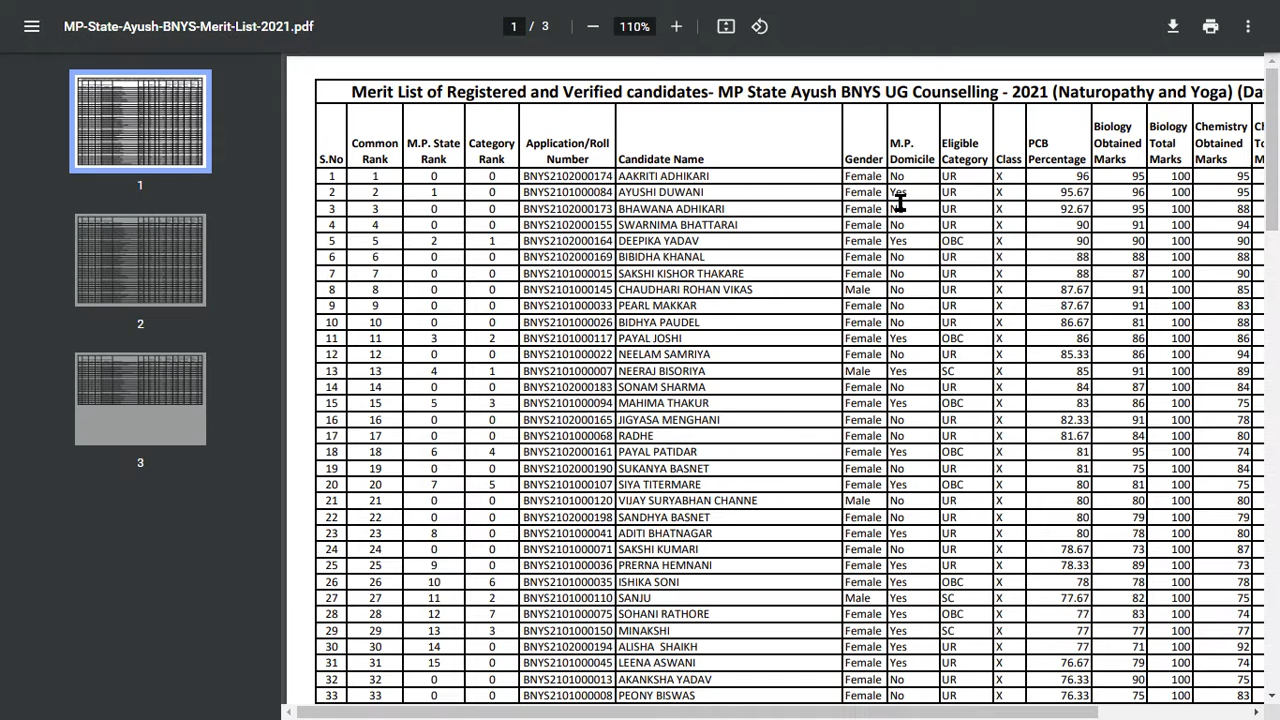 MP-State-Ayush-BNYS-Merit-List-2021.pdf 1 / 3 110%
1
2
3
Merit List of Registered and Verified candidates- MP State Ayush BNYS UG Counselling - 2021 (Naturopathy and Yoga) (Da
S.No Common Rank M.P. State Rank Category Rank Application/Roll Number Candidate Name Gender M.P. Domicile Eligible Category Class PCB Percentage Biology Obtained Marks Biology Total Marks Chemistry Obtained Marks
1 1 0 0 BNYS2102000174 AAKRITI ADHIKARI Female No UR X 96 95 100 95
2 2 1 0 BNYS2101000084 AYUSHI DUWANI Female Yes UR X 95.67 96 100 95
3 3 0 0 BNYS2102000173 BHAWANA ADHIKARI Female UR X 92.67 95 100 88
4 4 0 0 BNYS2102000155 SWARNIMA BHATTARAI Female No UR X 90 91 100 94
5 5 2 1 BNYS2102000164 DEEPIKA YADAV Female Yes OBC X 90 90 100 90
6 6 0 0 BNYS2102000169 BIBIDHA KHANAL Female No UR X 88 88 100 88
7 7 0 0 BNYS2101000015 SAKSHI KISHOR THAKARE Female No UR X 88 87 100 90
8 8 0 0 BNYS2101000145 CHAUDHARI ROHAN VIKAS Male No UR X 87.67 91 100 85
9 9 0 0 BNYS2101000033 PEARL MAKKAR Female No UR X 87.67 91 100 83
10 10 0 0 BNYS2101000026 BIDHYA PAUDEL Female No UR X 86.67 81 100 88
11 11 3 2 BNYS2101000117 PAYAL JOSHI Female Yes OBC X 86 86 100 86
12 12 0 0 BNYS2101000022 NEELAM SAMRIYA Female No UR X 85.33 86 100 94
13 13 4 1 BNYS2101000007 NEERAJ BISORIYA Male Yes SC X 85 91 100 89
14 14 0 0 BNYS2102000183 SONAM SHARMA Female No UR X 84 87 100 84
15 15 5 3 BNYS2101000094 MAHIMA THAKUR Female Yes OBC X 83 86 100 75
16 16 0 0 BNYS2102000165 JIGYASA MENGHANI Female No UR X 82.33 91 100 78
17 17 0 0 BNYS2101000068 RADHE Female No UR X 81.67 84 100 80
18 18 6 4 BNYS2102000161 PAYAL PATIDAR Female Yes OBC X 81 95 100 74
19 19 0 0 BNYS2102000190 SUKANYA BASNET Female No UR X 81 75 100 84
20 20 7 5 BNYS2101000107 SIYA TITERMARE Female Yes OBC X 80 81 100 75
21 21 0 0 BNYS2101000120 VIJAY SURYABHAN CHANNE Male No UR X 80 80 100 80
22 22 0 0 BNYS2102000198 SANDHYA BASNET Female No UR X 80 79 100 79
23 23 8 0 BNYS2101000041 ADITI BHATNAGAR Female Yes UR X 80 78 100 80
24 24 0 0 BNYS2101000071 SAKSHI KUMARI Female No UR X 78.67 73 100 87
25 25 9 0 BNYS2101000036 PRERNA HEMNANI Female Yes UR X 78.33 89 100 73
26 26 10 6 BNYS2101000035 ISHIKA SONI Female Yes OBC X 78 78 100 78
27 27 11 2 BNYS2101000110 SANJU Male Yes SC X 77.67 82 100 75
28 28 12 7 BNYS2101000075 SOHANI RATHORE Female Yes OBC X 77 83 100 74
29 29 13 3 BNYS2101000150 MINAKSHI Female Yes SC X 77 77 100 77
30 30 14 0 BNYS2102000194 ALISHA SHAIKH Female Yes UR X 77 71 100 92
31 31 15 0 BNYS2101000045 LEENA ASWANI Female Yes UR X 76.67 79 100 74
32 32 0 0 BNYS2101000013 AKANKSHA YADAV Female No UR X 76.33 90 100 75
33 33 0 0 BNYS2101000008 PEONY BISWAS Female No UR X 76.33 75 100 83